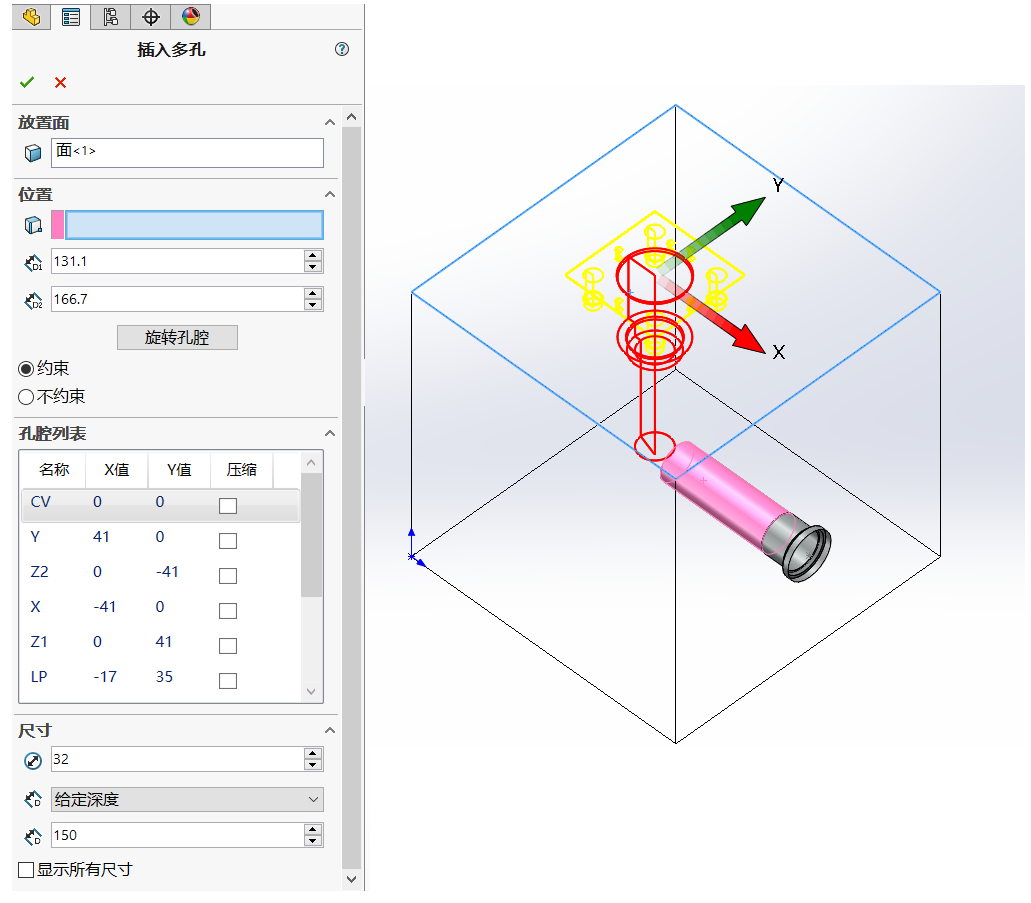 插入多孔
放置面
面<1>
位置
D1 131.1
D2 166.7
旋转孔腔
约束
不约束
孔腔列表
名称 X值 Y值 压缩
CV 0 0
Y 41 0
Z2 0 -41
X -41 0
Z1 0 41
LP -17 35
尺寸
32
D 给定深度
D 150
显示所有尺寸
Y
X